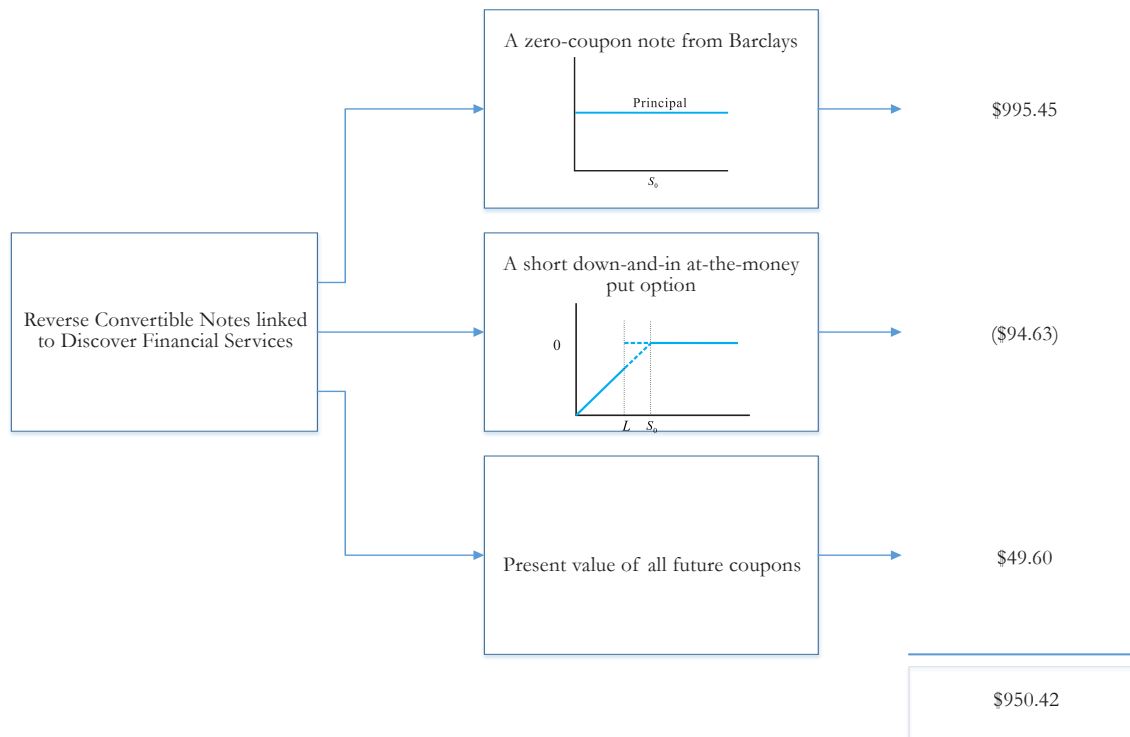 A zero-coupon note from Barclays
Principal
S₀
$995.45
Reverse Convertible Notes linked
to Discover Financial Services
A short down-and-in at-the-money
put option
0
L S₀
($94.63)
Present value of all future coupons
$49.60
$950.42